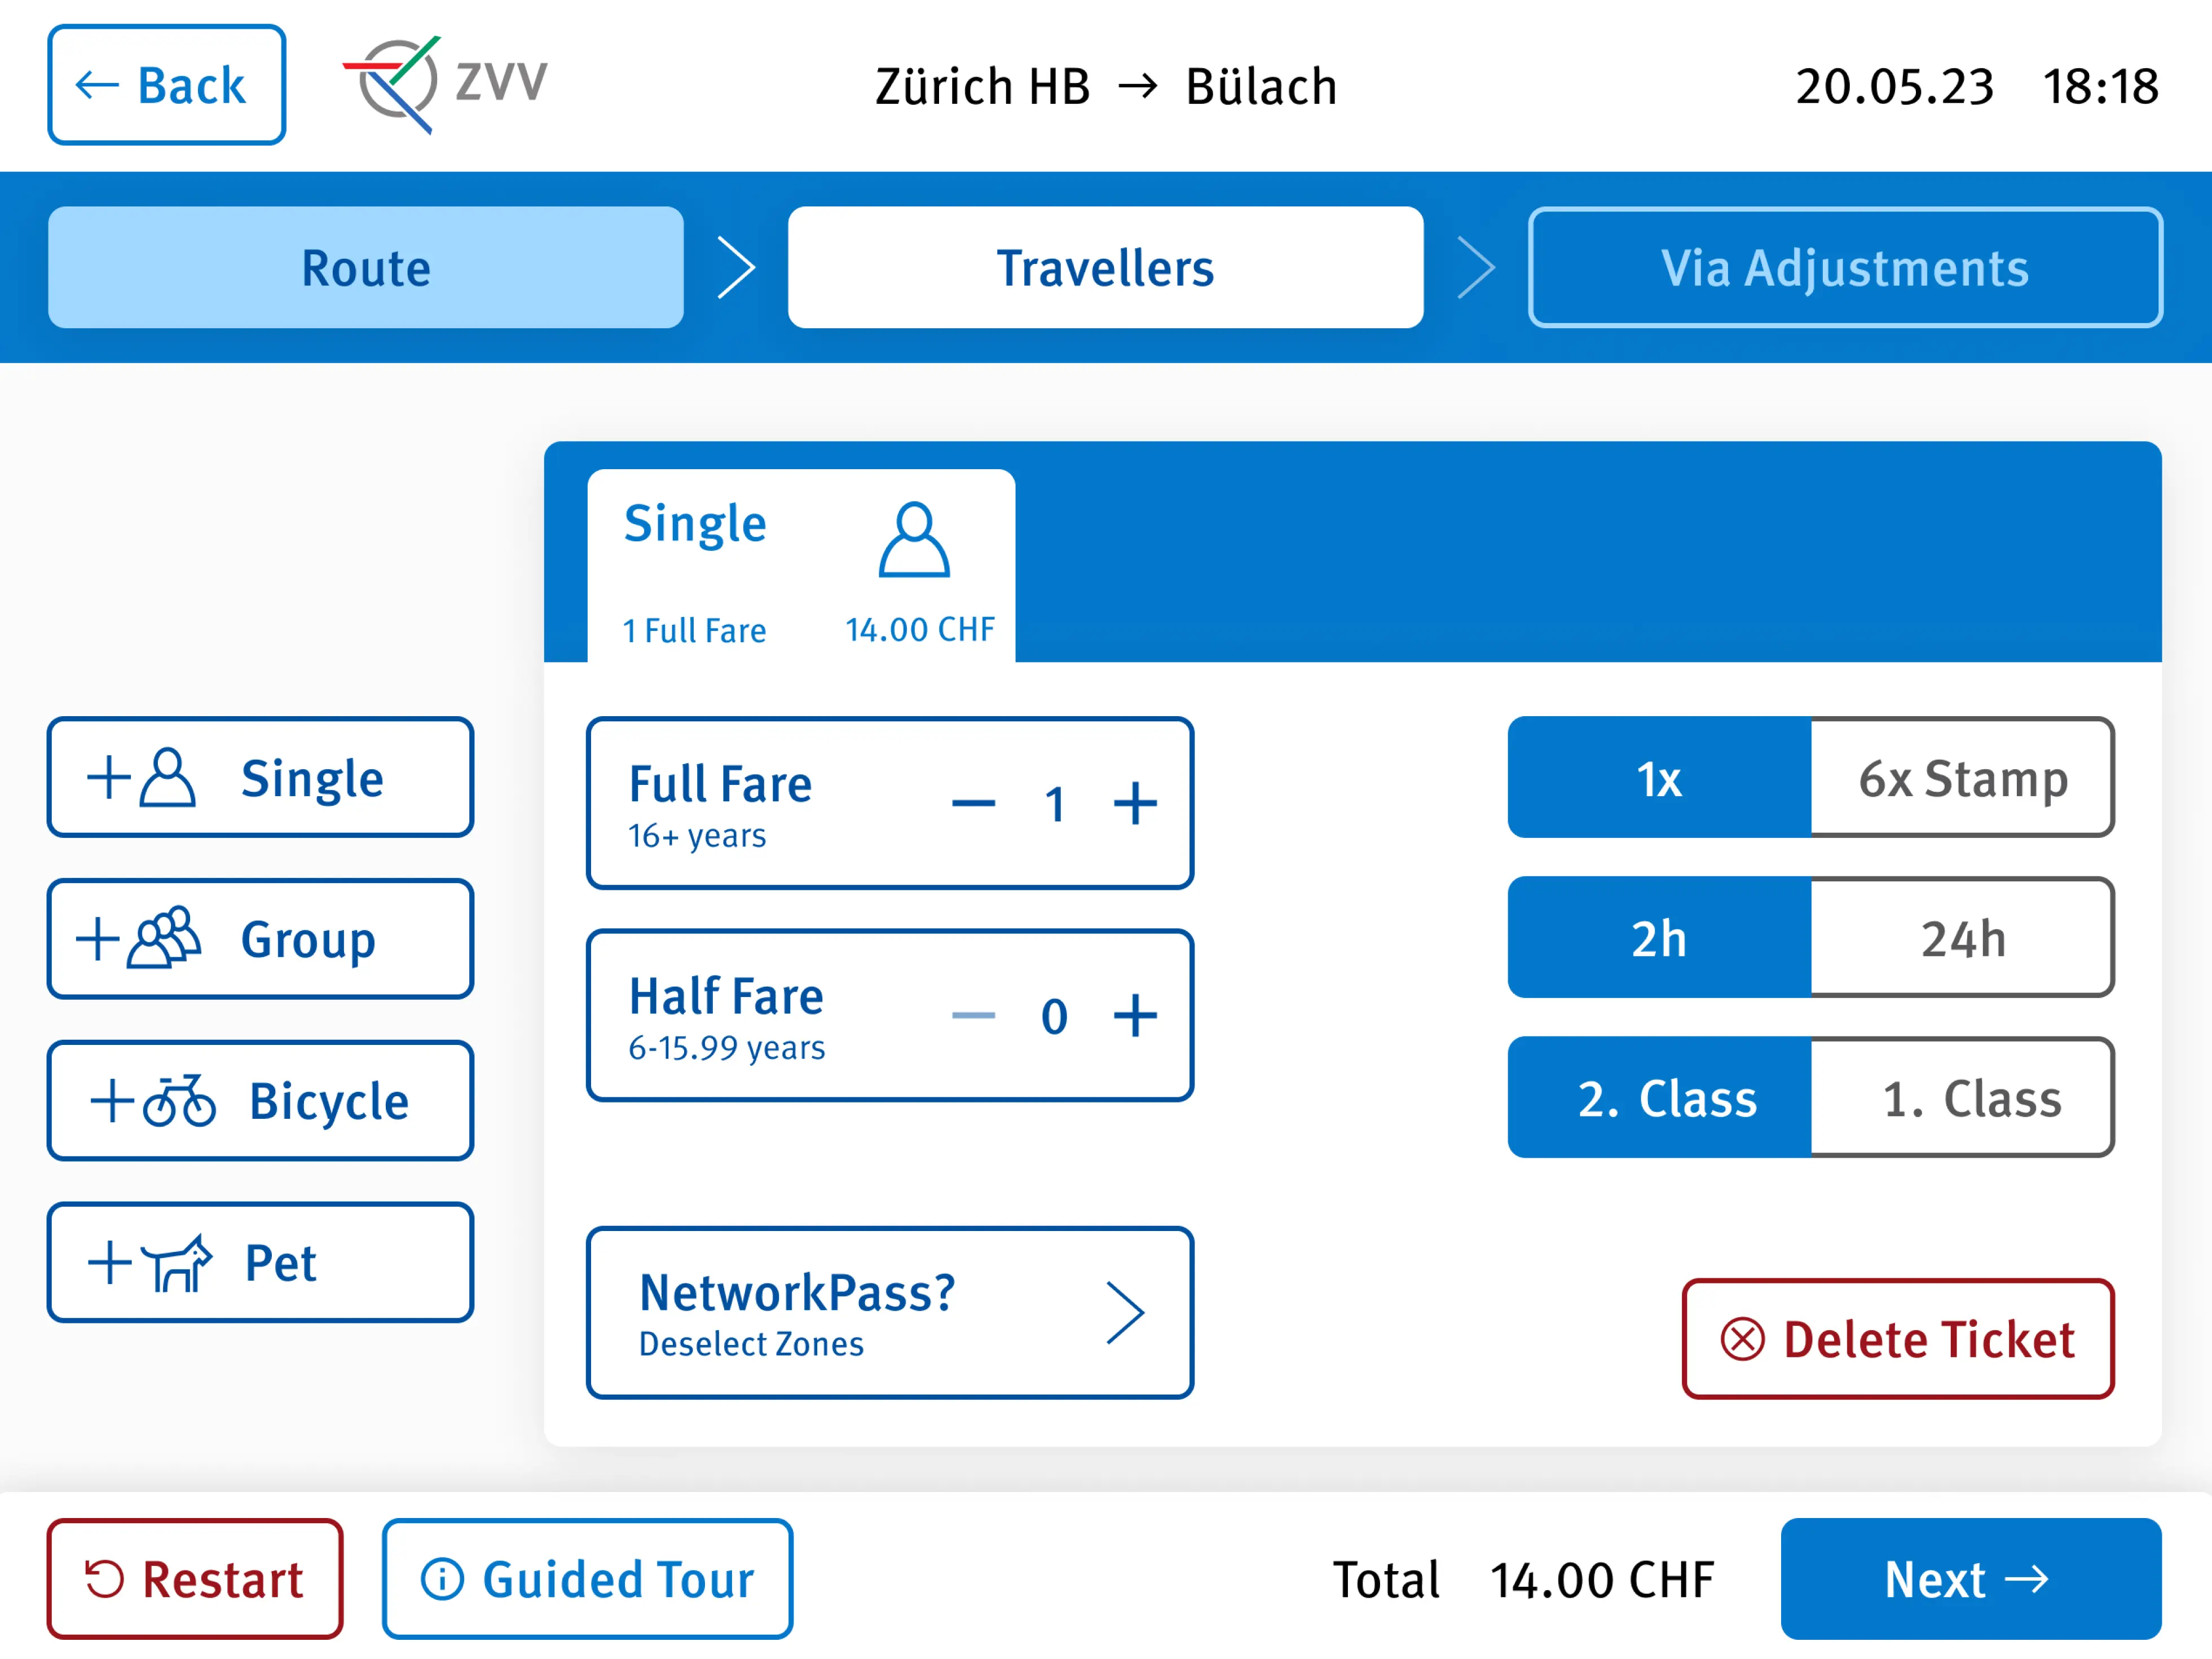 ← Back
ZVV
Zürich HB → Bülach
20.05.23 18:18
Route
Travellers
Via Adjustments
Single
1 Full Fare 14.00 CHF
+ Single
+ Group
+ Bicycle
+ Pet
Full Fare
16+ years
− 1 +
Half Fare
6-15.99 years
− 0 +
NetworkPass?
Deselect Zones
1x 6x Stamp
2h 24h
2. Class 1. Class
Delete Ticket
Restart
Guided Tour
Total 14.00 CHF
Next →